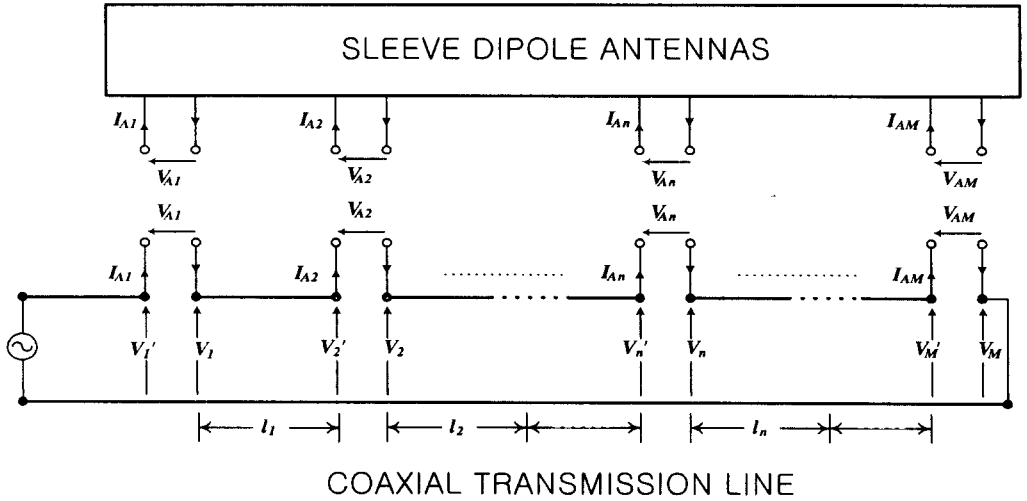 SLEEVE DIPOLE ANTENNAS
I_A1 I_A2 I_An I_AM
V_A1 V_A2 V_An V_AM
V_A1 V_A2 V_An V_AM
I_A1 I_A2 I_An I_AM
V_1' V_1 V_2' V_2 V_n' V_n V_M' V_M
l_1 l_2 l_n
COAXIAL TRANSMISSION LINE